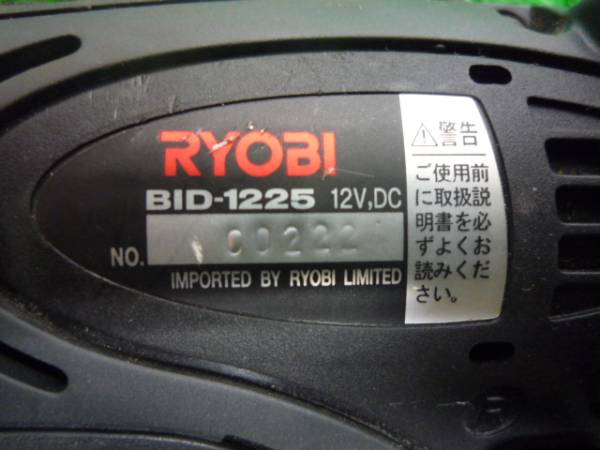 RYOBI
BID-1225 12V,DC
NO. 00222
IMPORTED BY RYOBI LIMITED
警告
ご使用前
に取扱説
明書を必
ずよくお
読みくだ
さい。
R